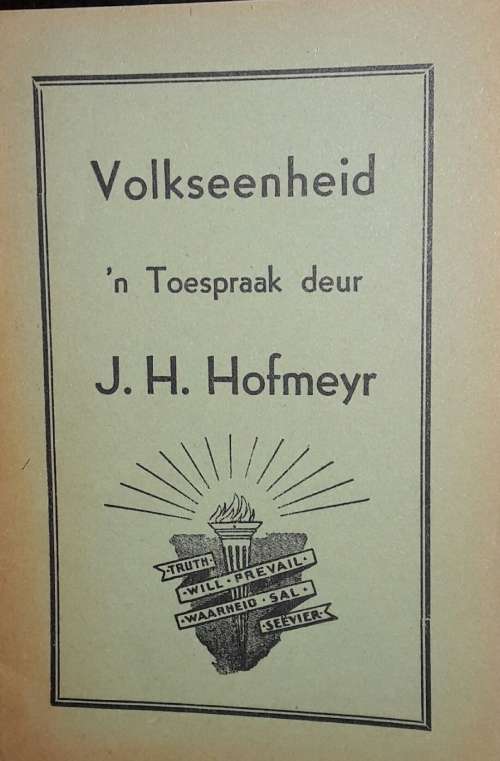 Volkseenheid
'n Toespraak deur
J. H. Hofmeyr
·TRUTH·
·WILL·PREVAIL·
·WAARHEID·SAL·
·SEËVIER·